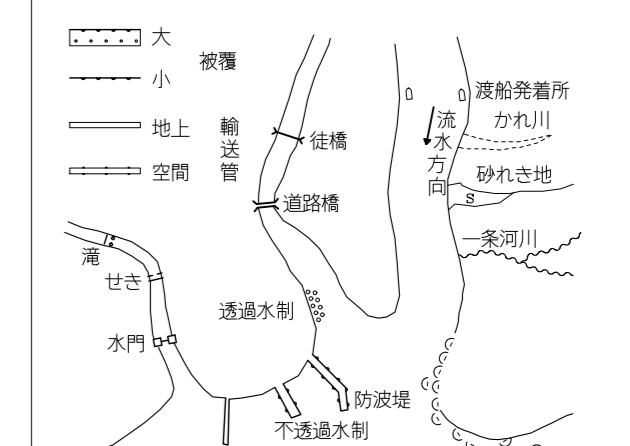 大
被覆
小
地上
輸送管
空間
渡船発着所
かれ川
流水方向
徒橋
砂れき地
s
道路橋
一条河川
滝
せき
透過水制
水門
防波堤
不透過水制